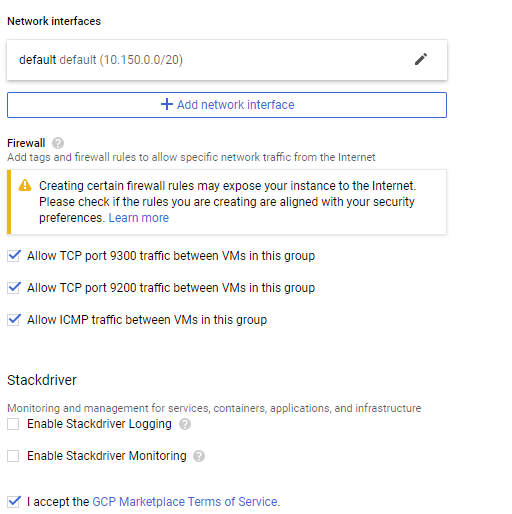 Network interfaces
default default (10.150.0.0/20)
+ Add network interface
Firewall ?
Add tags and firewall rules to allow specific network traffic from the Internet
Creating certain firewall rules may expose your instance to the Internet.
Please check if the rules you are creating are aligned with your security
preferences. Learn more
Allow TCP port 9300 traffic between VMs in this group
Allow TCP port 9200 traffic between VMs in this group
Allow ICMP traffic between VMs in this group
Stackdriver
Monitoring and management for services, containers, applications, and infrastructure
Enable Stackdriver Logging ?
Enable Stackdriver Monitoring ?
I accept the GCP Marketplace Terms of Service.